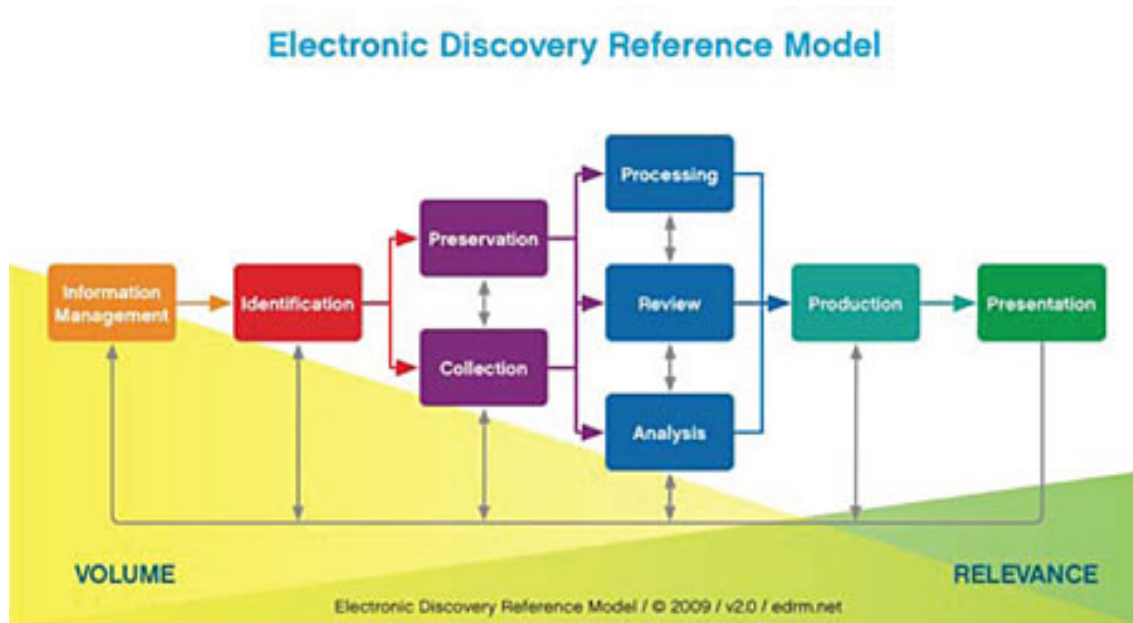 Electronic Discovery Reference Model
Processing
Preservation
Information
Management
Identification
Review
Production
Presentation
Collection
Analysis
VOLUME
RELEVANCE
Electronic Discovery Reference Model / © 2009 / v2.0 / edrm.net